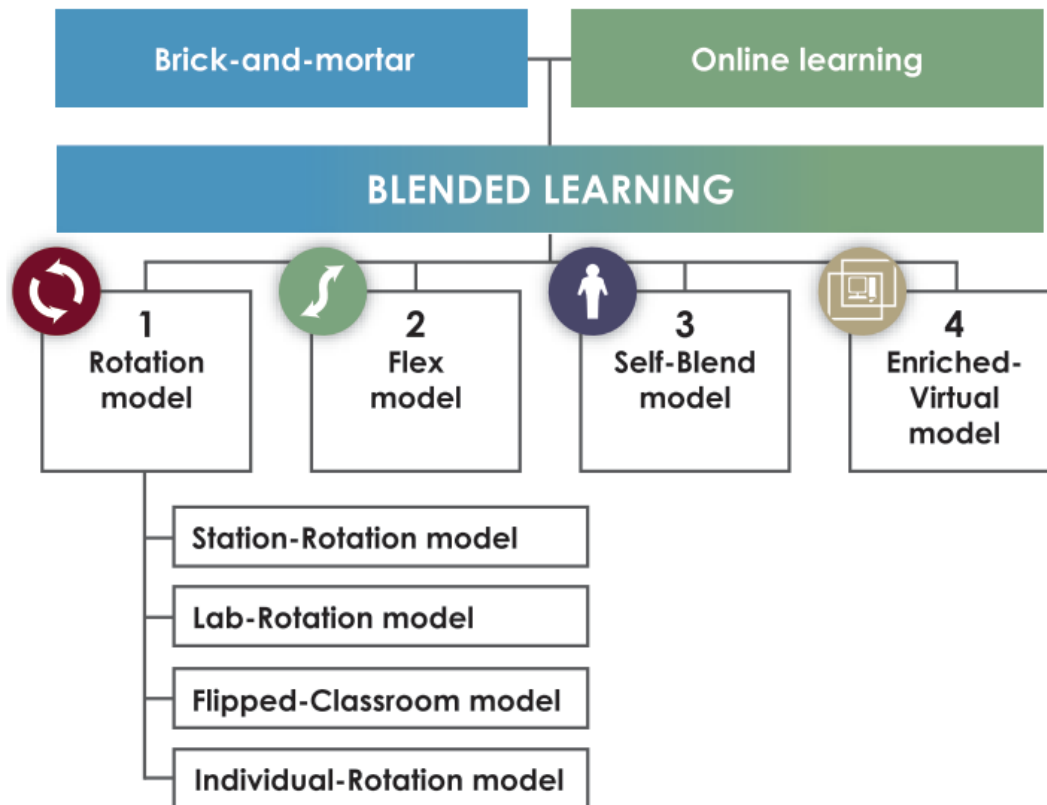 Brick-and-mortar
Online learning
BLENDED LEARNING
1
Rotation
model
2
Flex
model
3
Self-Blend
model
4
Enriched-
Virtual
model
Station-Rotation model
Lab-Rotation model
Flipped-Classroom model
Individual-Rotation model